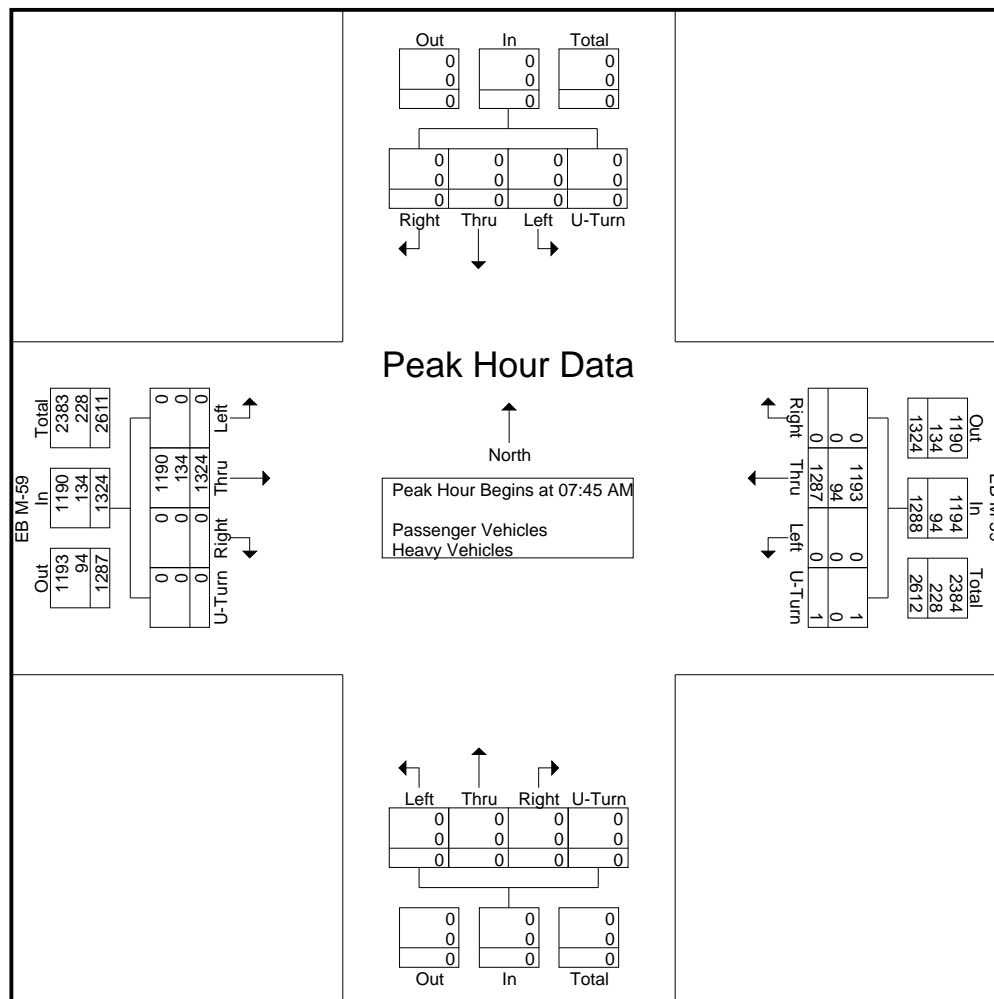 Out In Total
0 0 0
0 0 0
0 0 0
0 0 0 0
0 0 0 0
0 0 0 0
Right Thru Left U-Turn
Peak Hour Data
North
Peak Hour Begins at 07:45 AM
Passenger Vehicles
Heavy Vehicles
EB M-59
Out In Total
1193 1190 2383
94 134 228
1287 1324 2611
0 0 1190 0
0 0 134 0
0 0 1324 0
U-Turn Right Thru Left
Out In Total
1190 1194 2384
134 94 228
1324 1288 2612
0 1193 0 1
0 94 0 0
0 1287 0 1
Right Thru Left U-Turn
Left Thru Right U-Turn
0 0 0 0
0 0 0 0
0 0 0 0
0 0 0
0 0 0
0 0 0
Out In Total